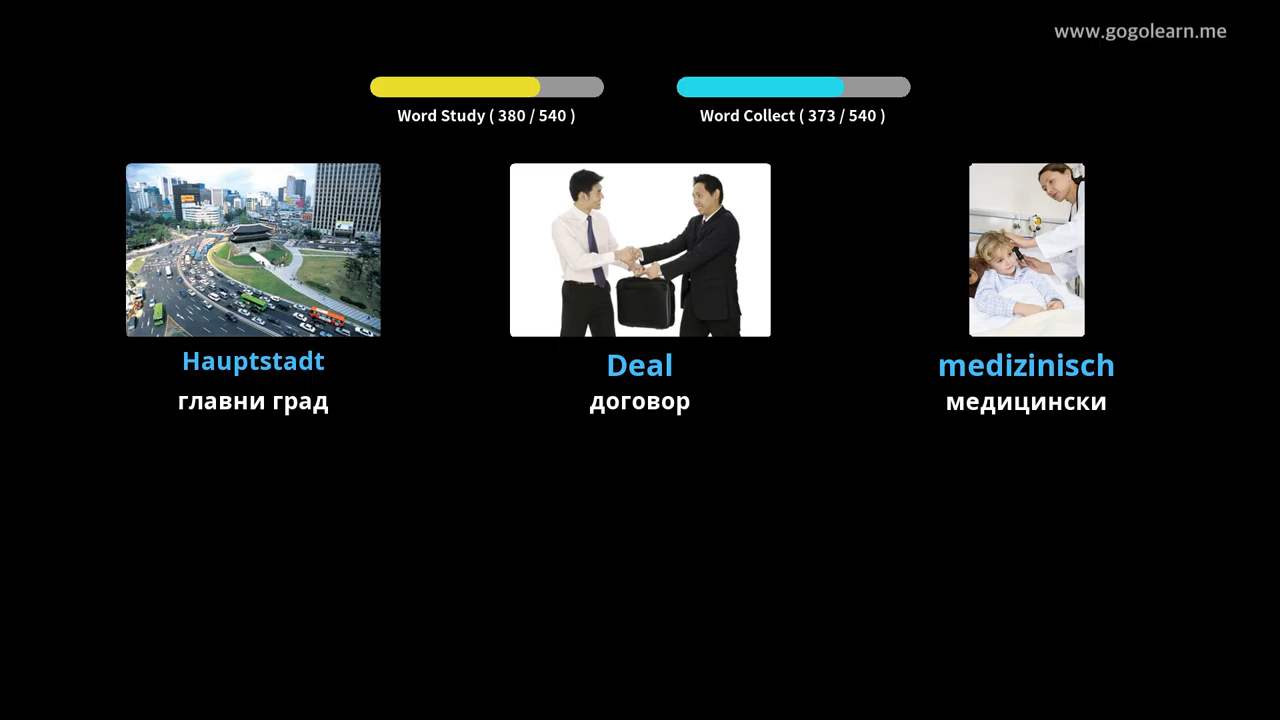 www.gogolearn.me
Word Study ( 380 / 540 )
Word Collect ( 373 / 540 )
Hauptstadt
главни град
Deal
договор
medizinisch
медицински